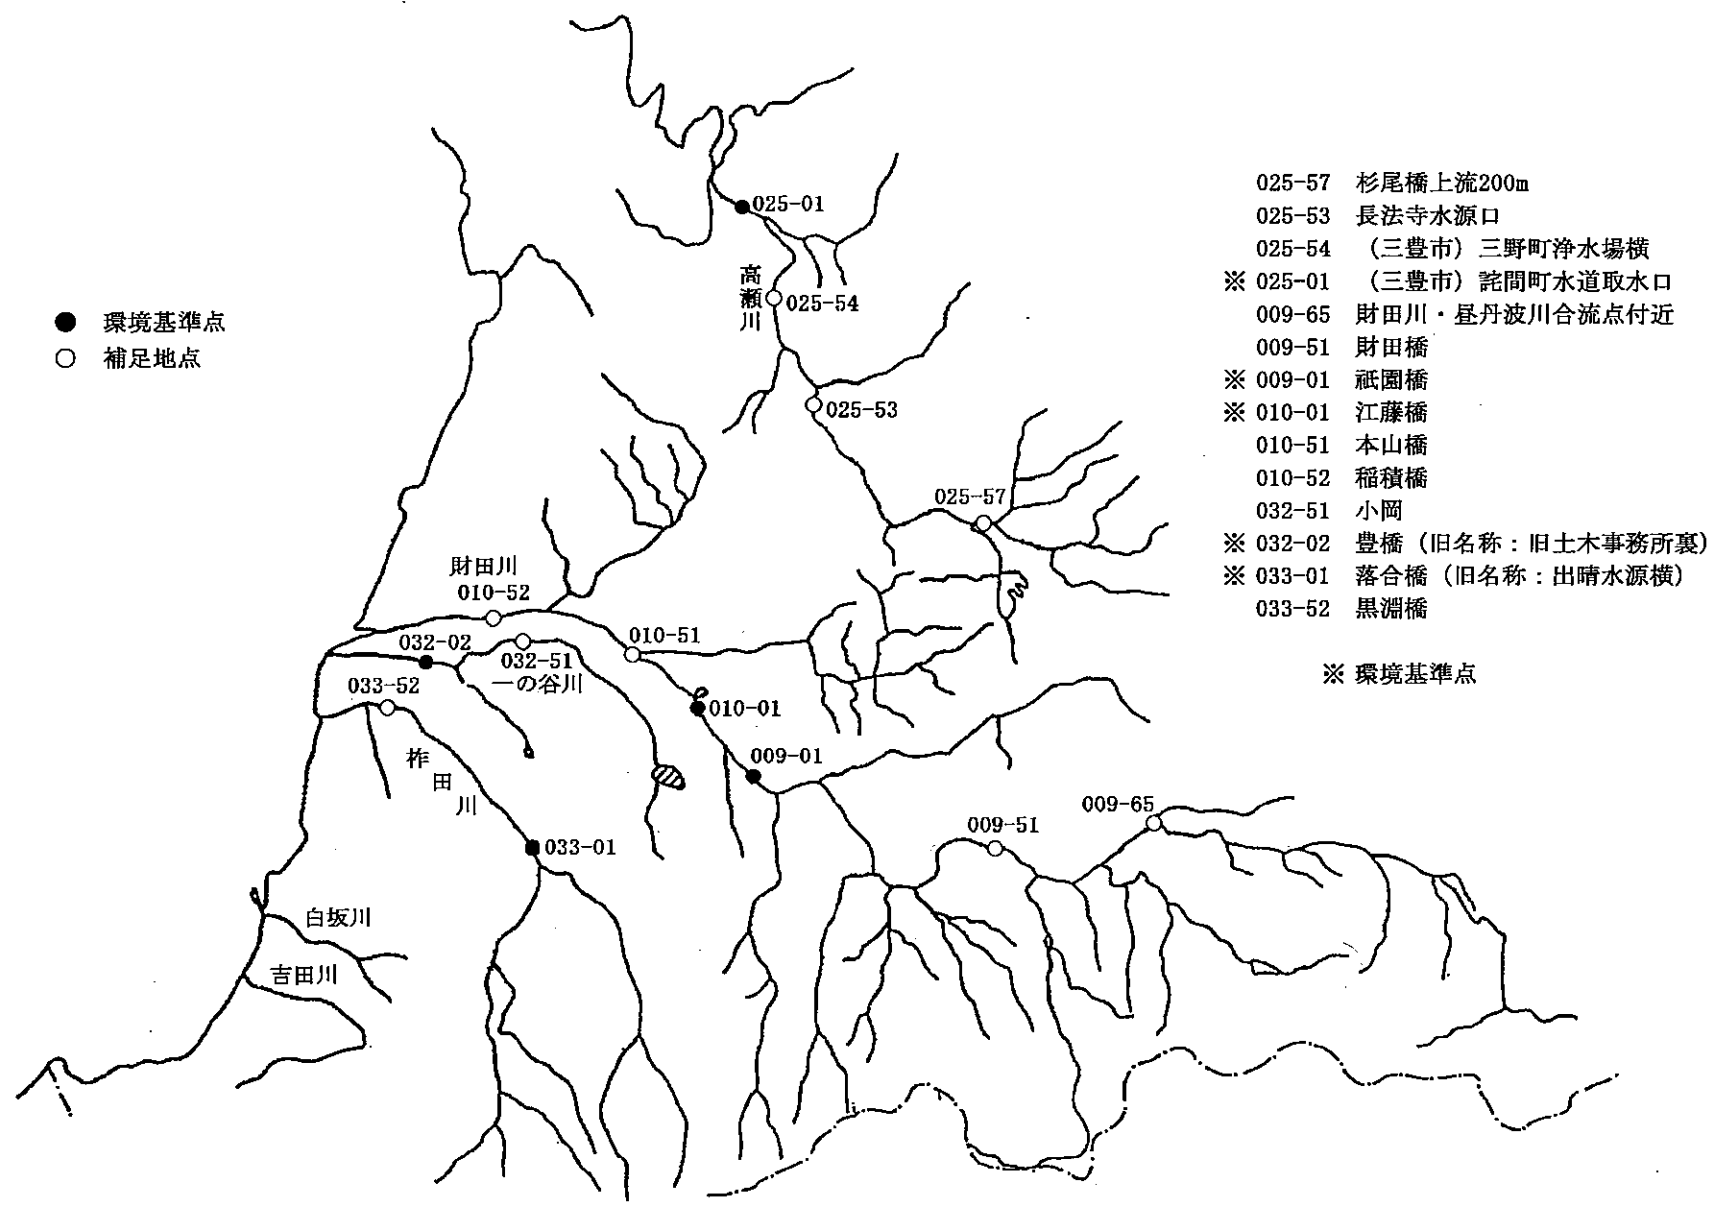 025-01
高瀬川
025-54
025-53
025-57
● 環境基準点
○ 補足地点
025-57 杉尾橋上流200m
025-53 長法寺水源口
025-54 （三豊市）三野町浄水場横
※ 025-01 （三豊市）詫間町水道取水口
009-65 財田川・昼丹波川合流点付近
009-51 財田橋
※ 009-01 祇園橋
※ 010-01 江藤橋
010-51 本山橋
010-52 稲積橋
032-51 小岡
※ 032-02 豊橋（旧名称：旧土木事務所裏）
※ 033-01 落合橋（旧名称：出晴水源横）
033-52 黒淵橋
※ 環境基準点
財田川
010-52
032-02
010-51
032-51
一の谷川
033-52
010-01
柞田川
009-01
009-65
009-51
033-01
白坂川
吉田川